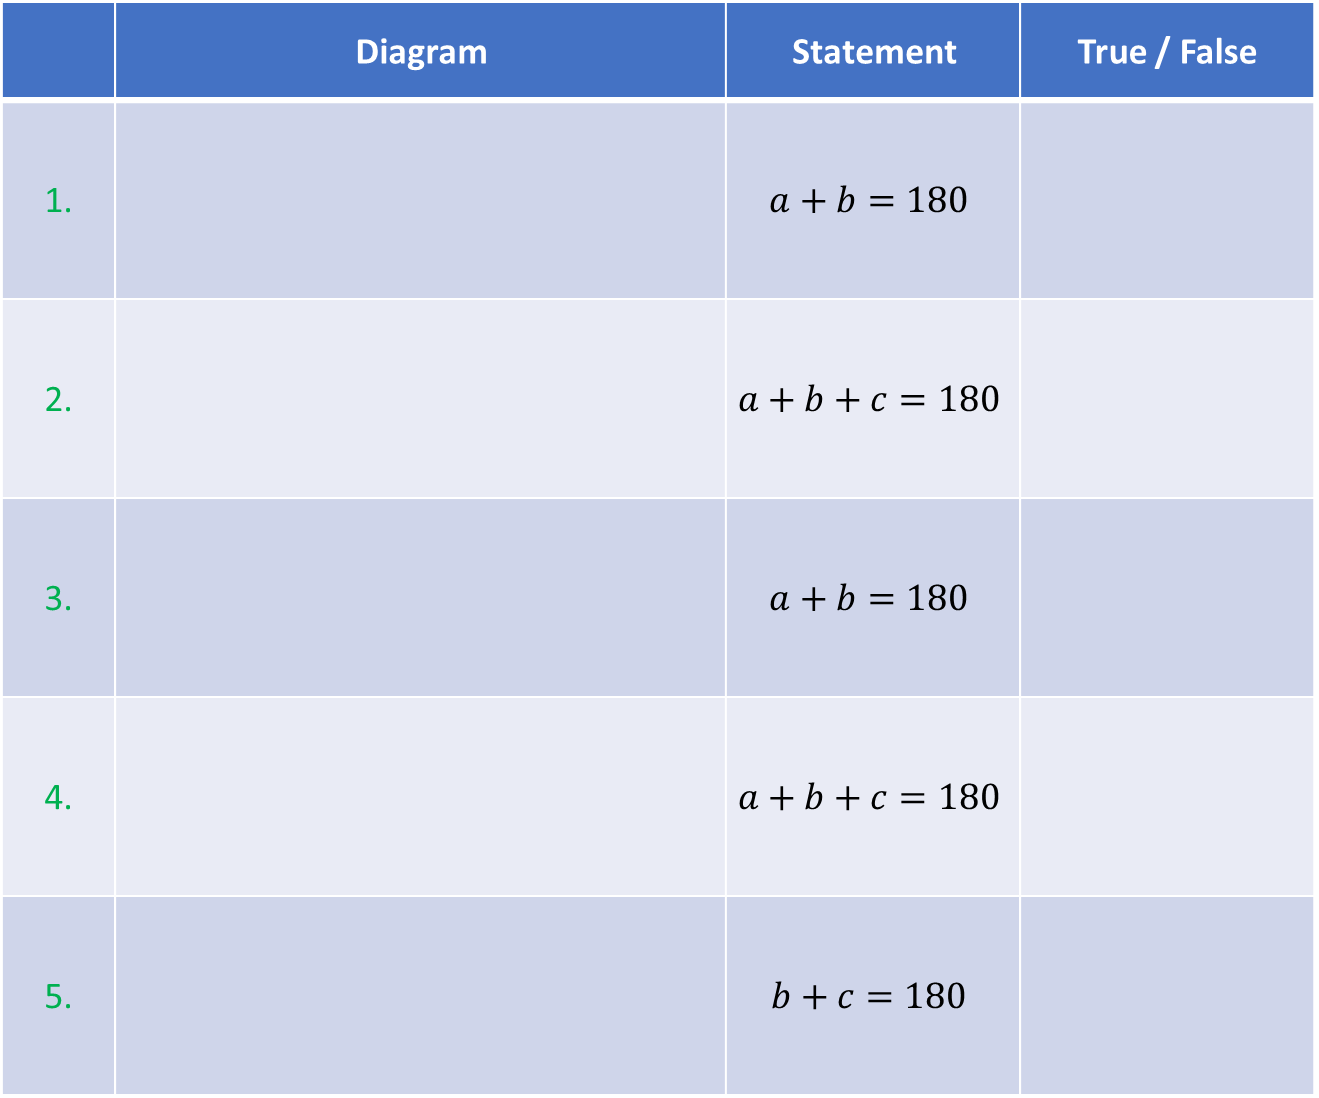 Diagram Statement True / False
1. a + b = 180
2. a + b + c = 180
3. a + b = 180
4. a + b + c = 180
5. b + c = 180